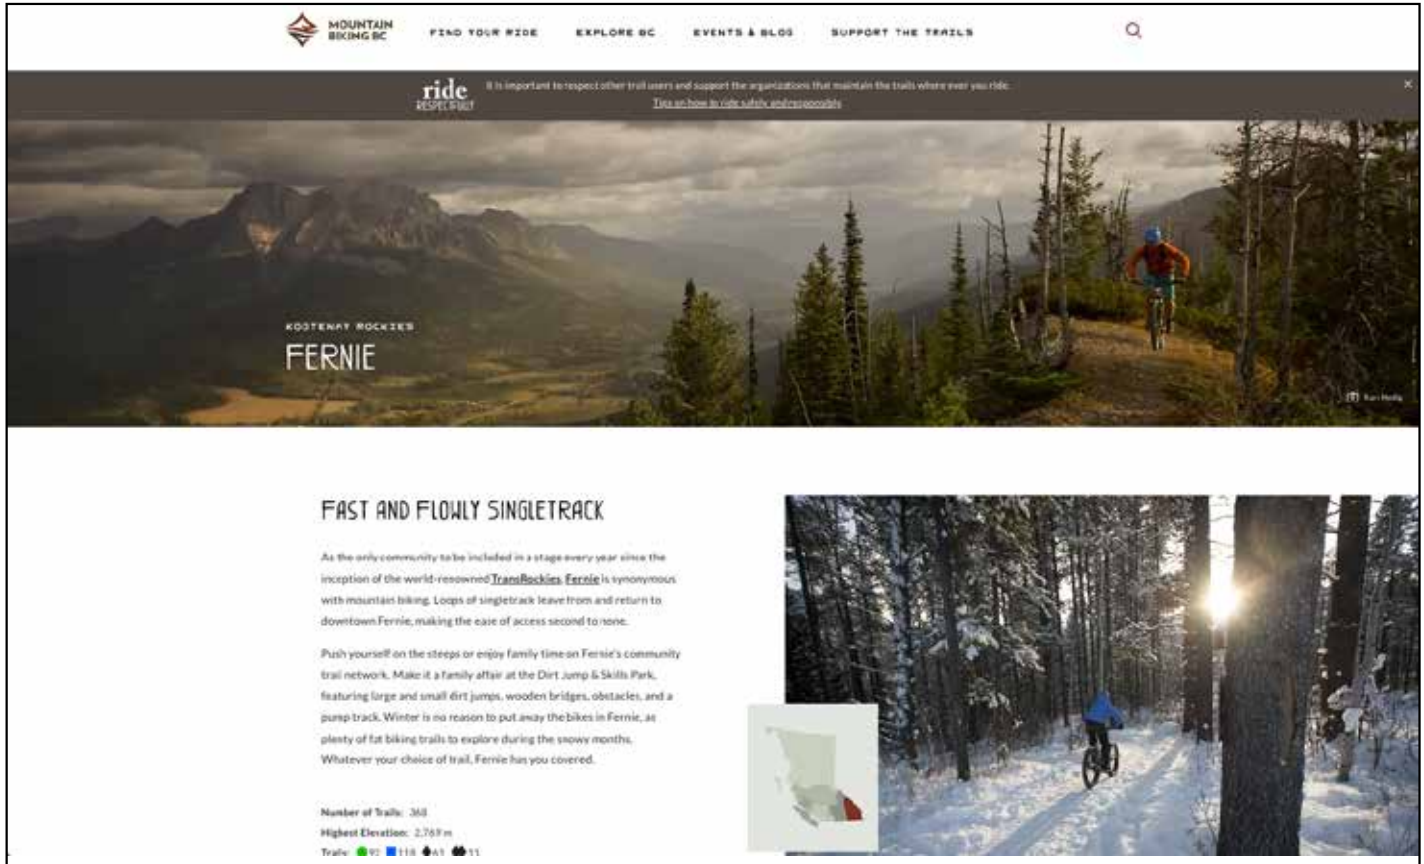 MOUNTAIN
BIKING BC
FIND YOUR RIDE
EXPLORE BC
EVENTS & BLOG
SUPPORT THE TRAILS
ride
RESPECTFULLY
It is important to respect other trail users and support the organizations that maintain the trails where ever you ride.
Tips on how to ride safely and responsibly
KOOTENAY ROCKIES
FERNIE
FAST AND FLOWLY SINGLETRACK
As the only community to be included in a stage every year since the
inception of the world-renowned TransRockies, Fernie is synonymous
with mountain biking. Loops of singletrack leave from and return to
downtown Fernie, making the ease of access second to none.
Push yourself on the steeps or enjoy family time on Fernie's community
trail network. Make it a family affair at the Dirt Jump & Skills Park,
featuring large and small dirt jumps, wooden bridges, obstacles, and a
pump track. Winter is no reason to put away the bikes in Fernie, as
plenty of fat biking trails to explore during the snowy months.
Whatever your choice of trail, Fernie has you covered.
Number of Trails:
Highest Elevation: 2,769 m
Trails: 92 118 61 11